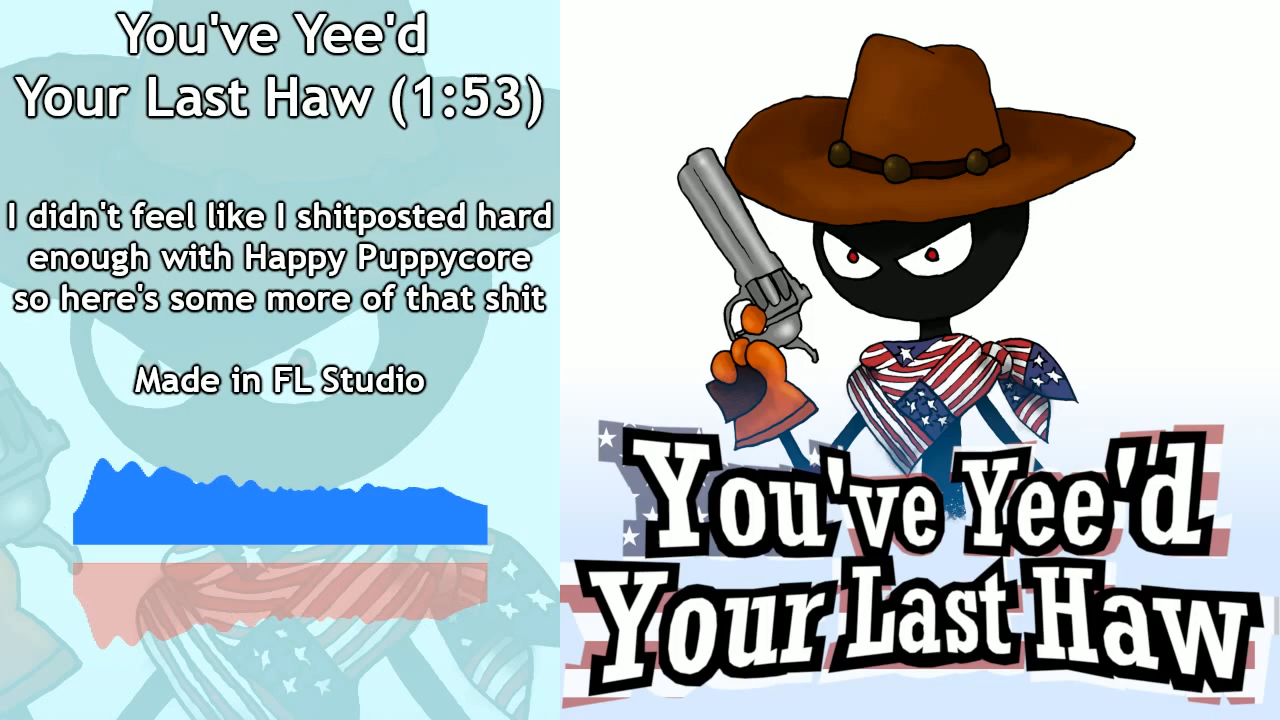 You've Yee'd
Your Last Haw (1:53)
I didn't feel like I shitposted hard
enough with Happy Puppycore
so here's some more of that shit
Made in FL Studio
You've Yee'd
Your Last Haw